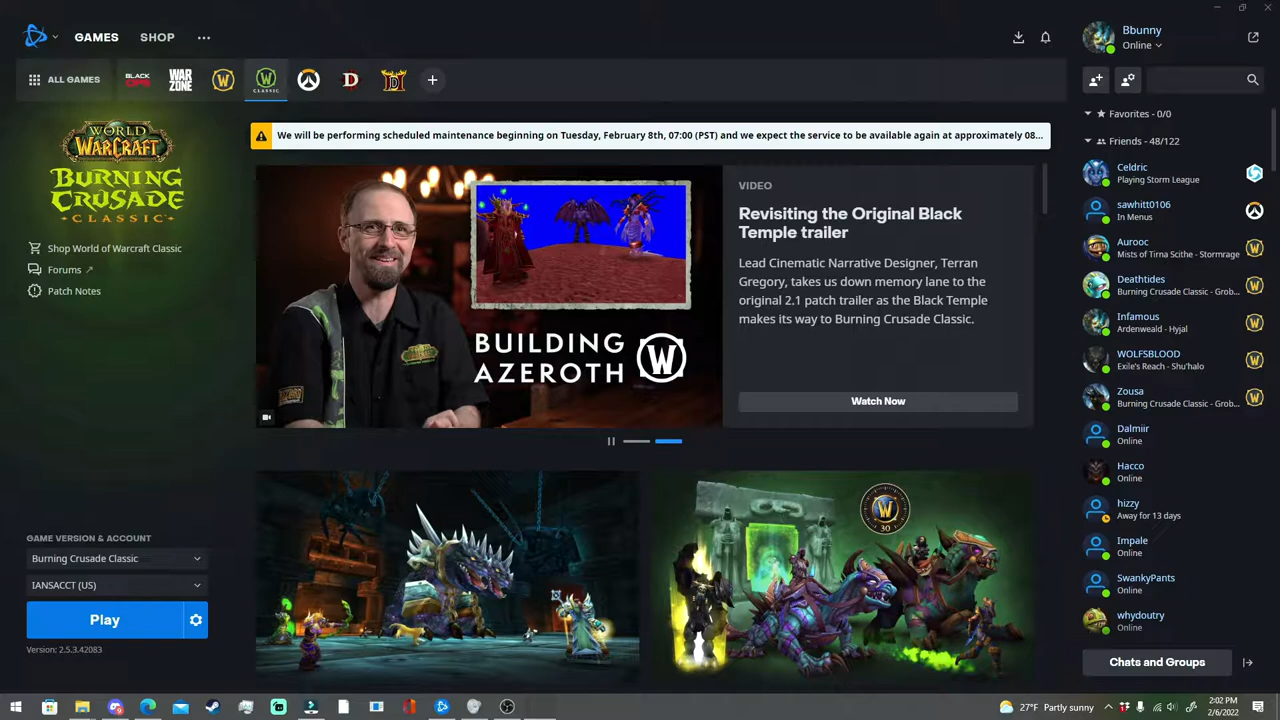 GAMES
SHOP
Bbunny
Online
ALL GAMES
BLACK OPS
WAR ZONE
W
W CLASSIC
D
D
We will be performing scheduled maintenance beginning on Tuesday, February 8th, 07:00 (PST) and we expect the service to be available again at approximately 08...
WORLD OF WARCRAFT
BURNING CRUSADE
CLASSIC
Shop World of Warcraft Classic
Forums
Patch Notes
BUILDING AZEROTH W
VIDEO
Revisiting the Original Black
Temple trailer
Lead Cinematic Narrative Designer, Terran
Gregory, takes us down memory lane to the
original 2.1 patch trailer as the Black Temple
makes its way to Burning Crusade Classic.
Watch Now
W
30
GAME VERSION & ACCOUNT
Burning Crusade Classic
IANSACCT (US)
Play
Version: 2.5.3.42083
Favorites - 0/0
Friends - 48/122
Celdric
Playing Storm League
sawhitt0106
In Menus
Aurooc
Mists of Tirna Scithe - Stormrage
Deathtides
Burning Crusade Classic - Grob...
Infamous
Ardenweald - Hyjal
WOLFSBLOOD
Exile's Reach - Shu'halo
Zousa
Burning Crusade Classic - Grob...
Dalmiir
Online
Hacco
Online
hizzy
Away for 13 days
Impale
Online
SwankyPants
Online
whydoutry
Online
Chats and Groups
27°F Partly sunny
2:02 PM
2/6/2022